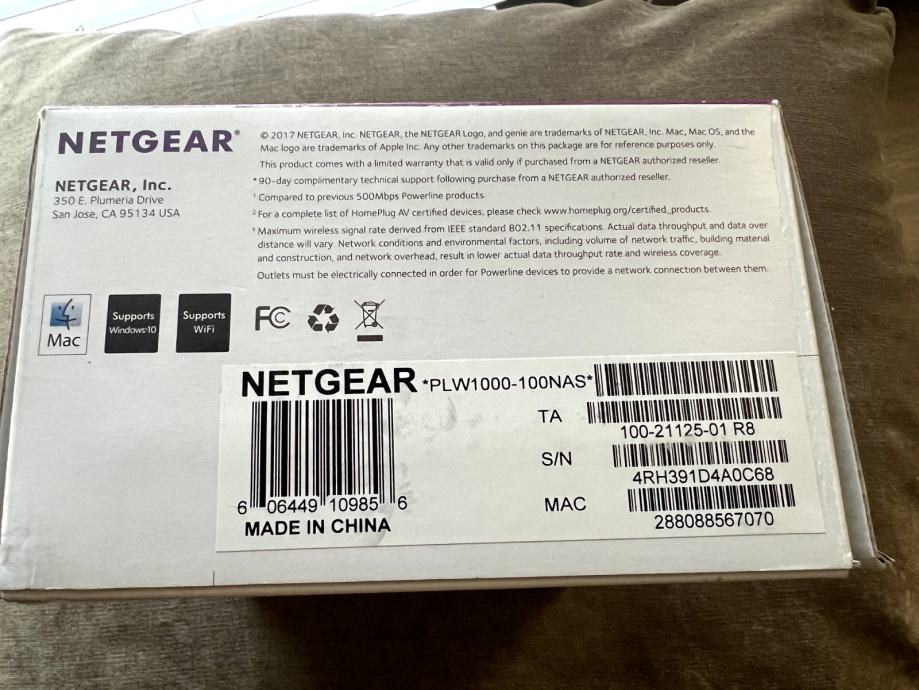 NETGEAR®
© 2017 NETGEAR, Inc. NETGEAR, the NETGEAR Logo, and genie are trademarks of NETGEAR, Inc. Mac, Mac OS, and the
Mac logo are trademarks of Apple Inc. Any other trademarks on this package are for reference purposes only.
This product comes with a limited warranty that is valid only if purchased from a NETGEAR authorized reseller.
*90-day complimentary technical support following purchase from a NETGEAR authorized reseller.
¹ Compared to previous 500Mbps Powerline products.
² For a complete list of HomePlug AV certified devices, please check www.homeplug.org/certified_products.
† Maximum wireless signal rate derived from IEEE standard 802.11 specifications. Actual data throughput and data over
distance will vary. Network conditions and environmental factors, including volume of network traffic, building material
and construction, and network overhead, result in lower actual data throughput rate and wireless coverage.
Outlets must be electrically connected in order for Powerline devices to provide a network connection between them.
NETGEAR, Inc.
350 E. Plumeria Drive
San Jose, CA 95134 USA
Mac
Supports
Windows10
Supports
WiFi
FC
NETGEAR *PLW1000-100NAS*
TA
100-21125-01 R8
S/N
4RH391D4A0C68
MAC
288088567070
6 06449 10985 6
MADE IN CHINA